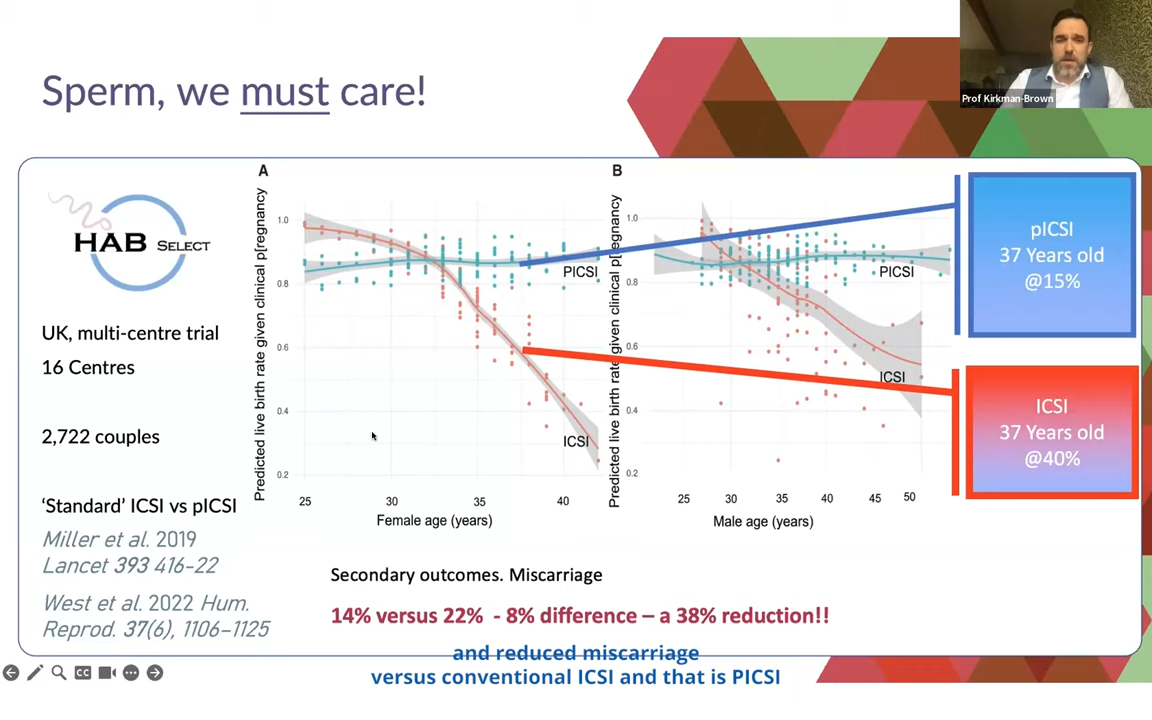 Sperm, we must care!
Prof Kirkman-Brown
HAB SELECT
UK, multi-centre trial
16 Centres
2,722 couples
‘Standard’ ICSI vs pICSI
Miller et al. 2019
Lancet 393 416-22
West et al. 2022 Hum.
Reprod. 37(6), 1106–1125
A
Predicted live birth rate given clinical p[regnancy
1.0
0.8
0.6
0.4
0.2
PICSI
ICSI
25 30 35 40
Female age (years)
B
Predicted live birth rate given clinical p[regnancy
1.0
0.8
0.6
0.4
0.2
PICSI
ICSI
25 30 35 40 45 50
Male age (years)
pICSI
37 Years old
@15%
ICSI
37 Years old
@40%
Secondary outcomes. Miscarriage
14% versus 22% - 8% difference – a 38% reduction!!
and reduced miscarriage
versus conventional ICSI and that is PICSI
CC